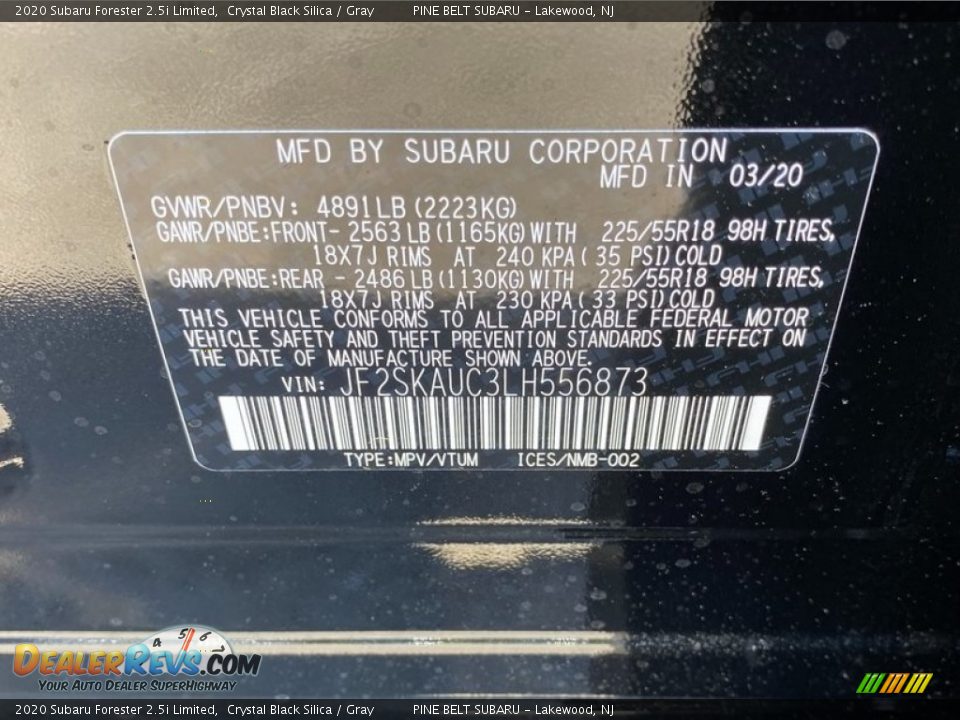 2020 Subaru Forester 2.5i Limited, Crystal Black Silica / Gray PINE BELT SUBARU - Lakewood, NJ
MFD BY SUBARU CORPORATION
MFD IN 03/20
GVWR/PNBV: 4891LB (2223KG)
GAWR/PNBE:FRONT- 2563 LB (1165KG) WITH 225/55R18 98H TIRES,
18X7J RIMS AT 240 KPA ( 35 PSI) COLD
GAWR/PNBE:REAR - 2486 LB (1130KG) WITH 225/55R18 98H TIRES,
18X7J RIMS AT 230 KPA ( 33 PSI) COLD
THIS VEHICLE CONFORMS TO ALL APPLICABLE FEDERAL MOTOR
VEHICLE SAFETY AND THEFT PREVENTION STANDARDS IN EFFECT ON
THE DATE OF MANUFACTURE SHOWN ABOVE.
VIN: JF2SKAUC3LH556873
TYPE:MPV/VTUM ICES/NMB-002
4 5 6
DEALERREVS.COM
YOUR AUTO DEALER SUPERHIGHWAY
2020 Subaru Forester 2.5i Limited, Crystal Black Silica / Gray PINE BELT SUBARU - Lakewood, NJ